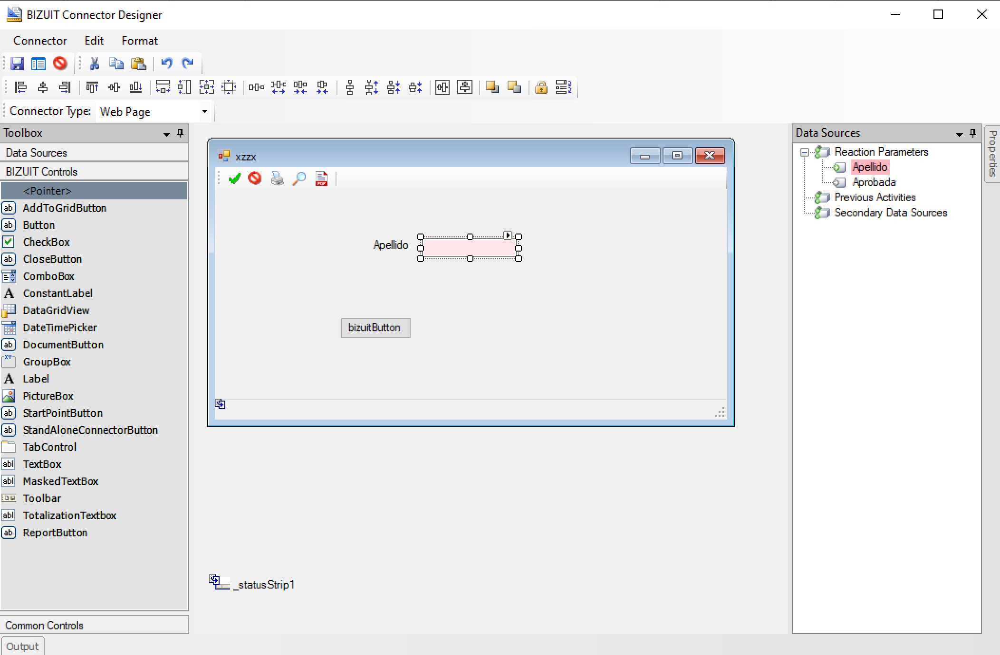 BIZUIT Connector Designer
Connector Edit Format
Connector Type: Web Page
Toolbox
Data Sources
BIZUIT Controls
<Pointer>
AddToGridButton
Button
CheckBox
CloseButton
ComboBox
ConstantLabel
DataGridView
DateTimePicker
DocumentButton
GroupBox
Label
PictureBox
StartPointButton
StandAloneConnectorButton
TabControl
TextBox
MaskedTextBox
Toolbar
TotalizationTextbox
ReportButton
Common Controls
Output
xzzx
Apellido
bizuitButton
_statusStrip1
Data Sources
Reaction Parameters
Apellido
Aprobada
Previous Activities
Secondary Data Sources
Properties